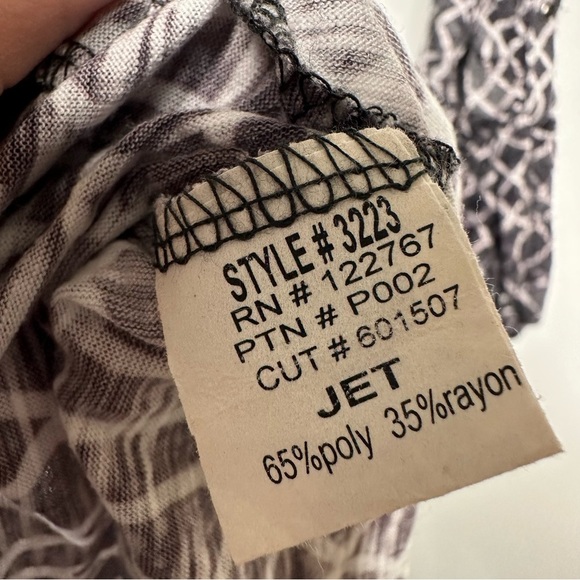 STYLE # 3223
RN # 122767
PTN # P002
CUT # 601507
JET
65%poly 35%rayon